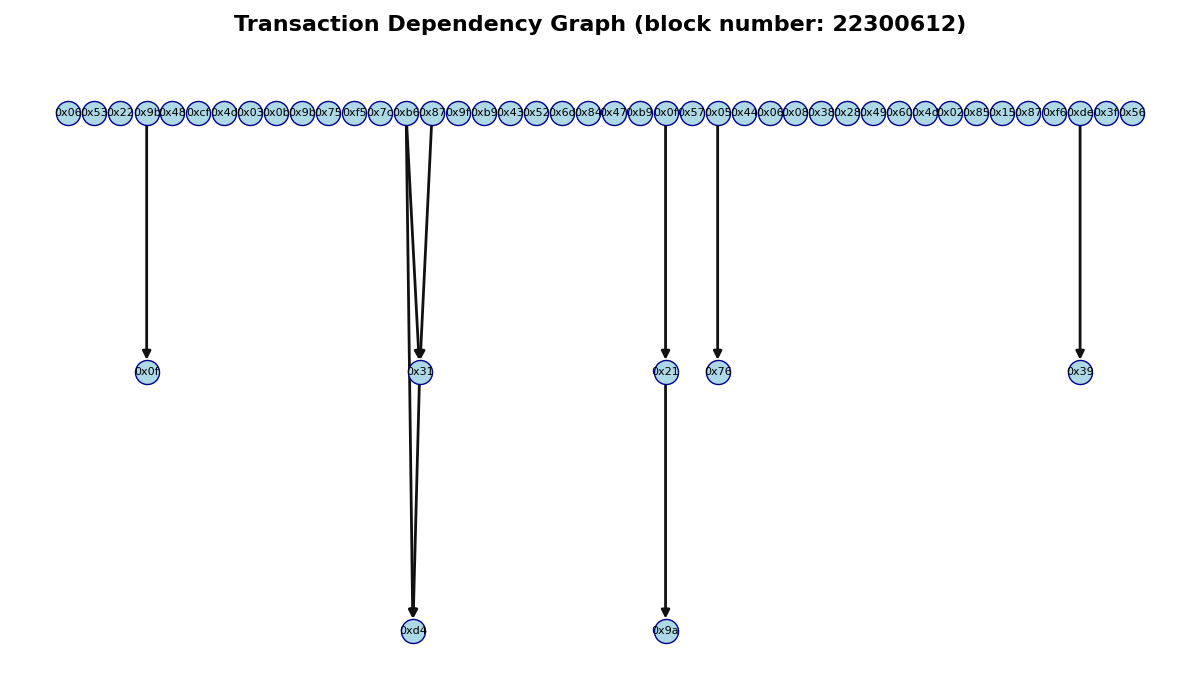 Transaction Dependency Graph (block number: 22300612)
0x06 0x53 0x22 0x9b 0x48 0xcf 0x4d 0x03 0x0b 0x9b 0x75 0xf5 0x7c 0xb6 0x87 0x9f 0xb9 0x43 0x52 0x6d 0x84 0x47 0xb9 0x0f 0x57 0x05 0x44 0x06 0x08 0x38 0x28 0x49 0x60 0x4d 0x02 0x85 0x15 0x87 0xf6 0xde 0x3f 0x56
0x0f 0x31 0x21 0x76 0x39
0xd4 0x9a